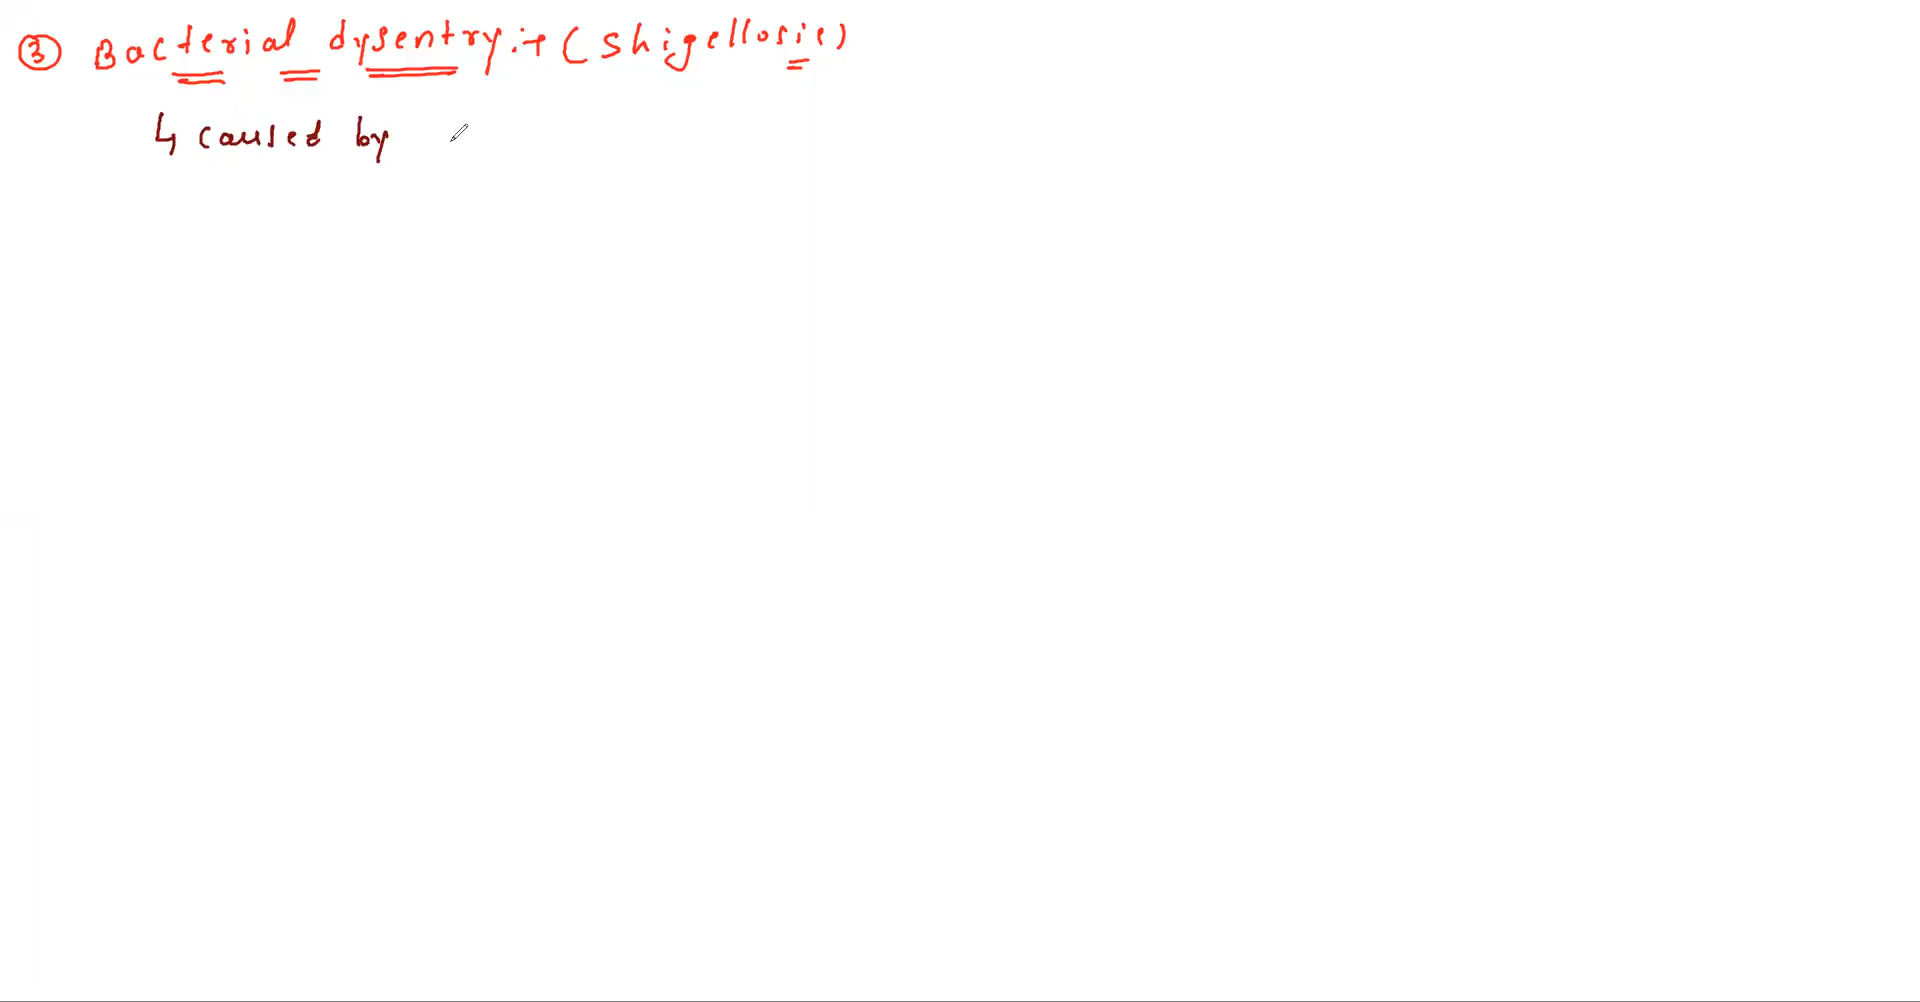 ③ Bacterial dysentry :→ (Shigellosis)
↳ caused by